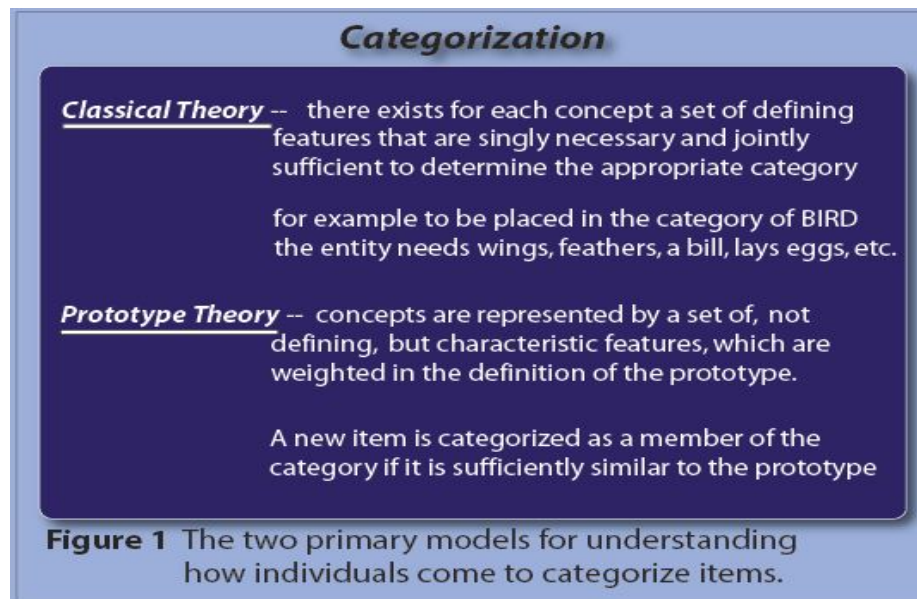 Categorization
Classical Theory -- there exists for each concept a set of defining
features that are singly necessary and jointly
sufficient to determine the appropriate category
for example to be placed in the category of BIRD
the entity needs wings, feathers, a bill, lays eggs, etc.
Prototype Theory -- concepts are represented by a set of, not
defining, but characteristic features, which are
weighted in the definition of the prototype.
A new item is categorized as a member of the
category if it is sufficiently similar to the prototype
Figure 1 The two primary models for understanding
how individuals come to categorize items.